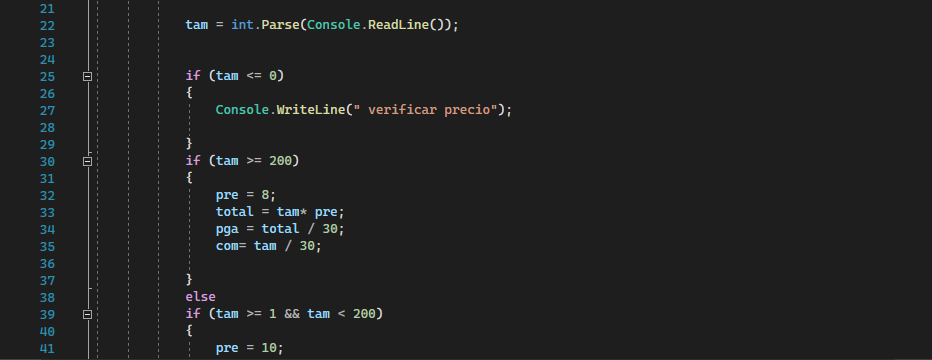 21
22 tam = int.Parse(Console.ReadLine());
23
24
25 if (tam <= 0)
26 {
27 Console.WriteLine(" verificar precio");
28
29 }
30 if (tam >= 200)
31 {
32 pre = 8;
33 total = tam* pre;
34 pga = total / 30;
35 com= tam / 30;
36
37 }
38 else
39 if (tam >= 1 && tam < 200)
40 {
41 pre = 10;